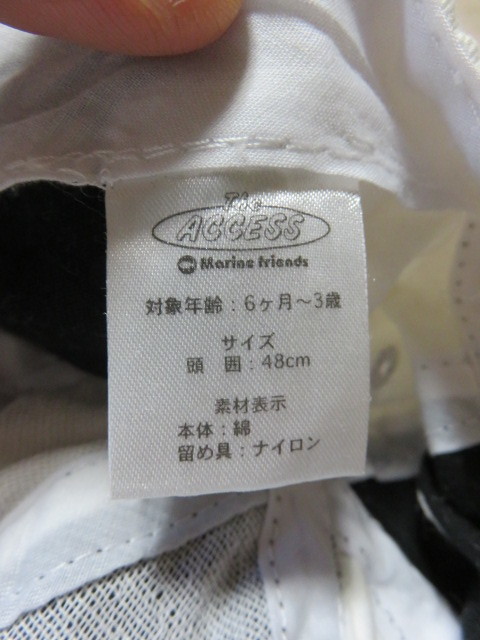 The
ACCESS
Marine friends
対象年齢：6ヶ月～3歳
サイズ
頭 囲：48cm
素材表示
本体：綿
留め具：ナイロン